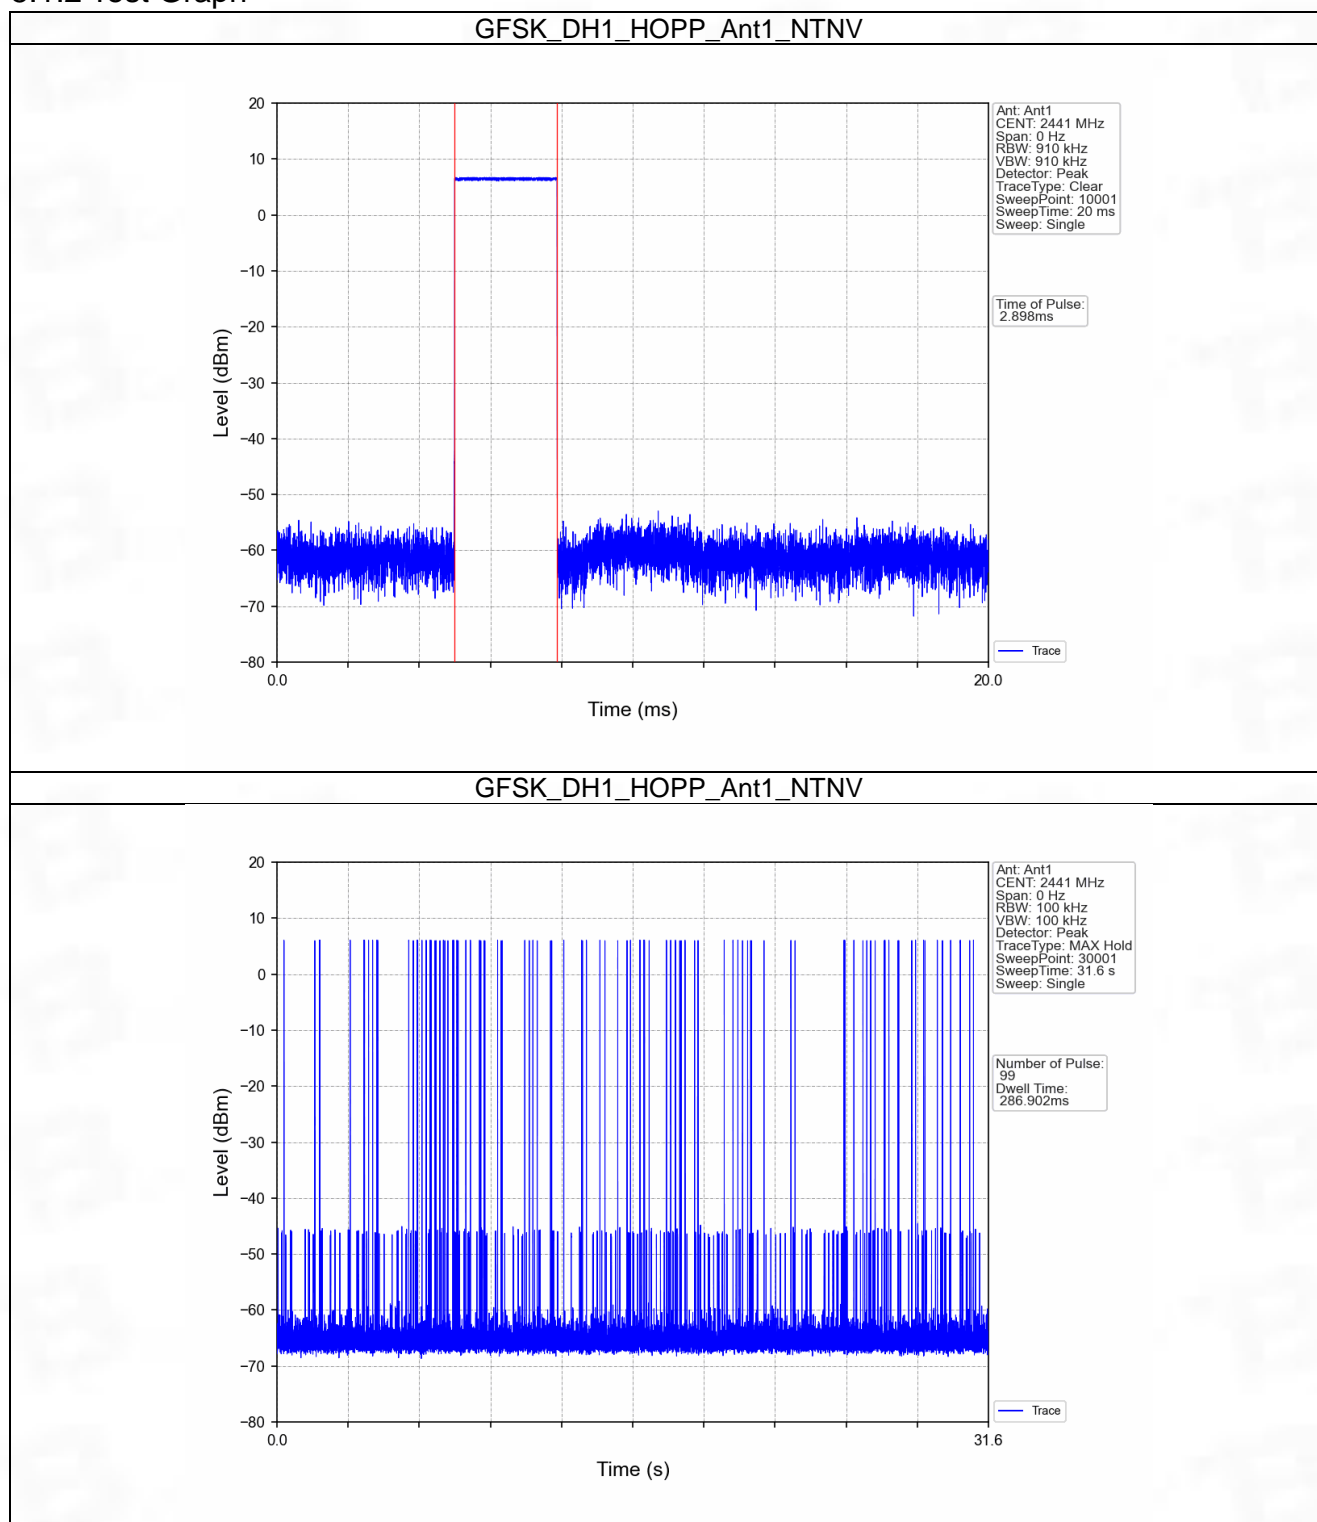 GFSK_DH1_HOPP_Ant1_NTNV
20
10
0
−10
−20
−30
−40
−50
−60
−70
−80
Level (dBm)
0.0
20.0
Time (ms)
Ant: Ant1
CENT: 2441 MHz
Span: 0 Hz
RBW: 910 kHz
VBW: 910 kHz
Detector: Peak
TraceType: Clear
SweepPoint: 10001
SweepTime: 20 ms
Sweep: Single
Time of Pulse:
2.898ms
Trace
GFSK_DH1_HOPP_Ant1_NTNV
20
10
0
−10
−20
−30
−40
−50
−60
−70
−80
Level (dBm)
0.0
31.6
Time (s)
Ant: Ant1
CENT: 2441 MHz
Span: 0 Hz
RBW: 100 kHz
VBW: 100 kHz
Detector: Peak
TraceType: MAX Hold
SweepPoint: 30001
SweepTime: 31.6 s
Sweep: Single
Number of Pulse:
99
Dwell Time:
286.902ms
Trace